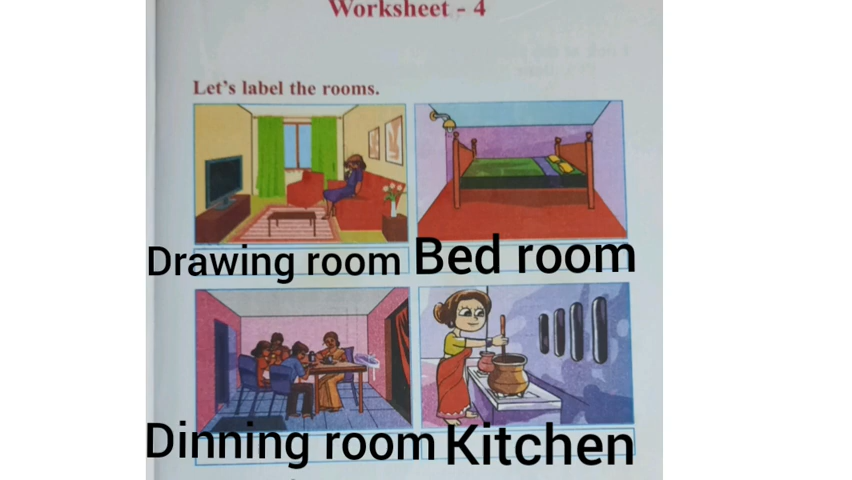 Worksheet - 4
Let's label the rooms.
Drawing room
Bed room
Dinning room
Kitchen